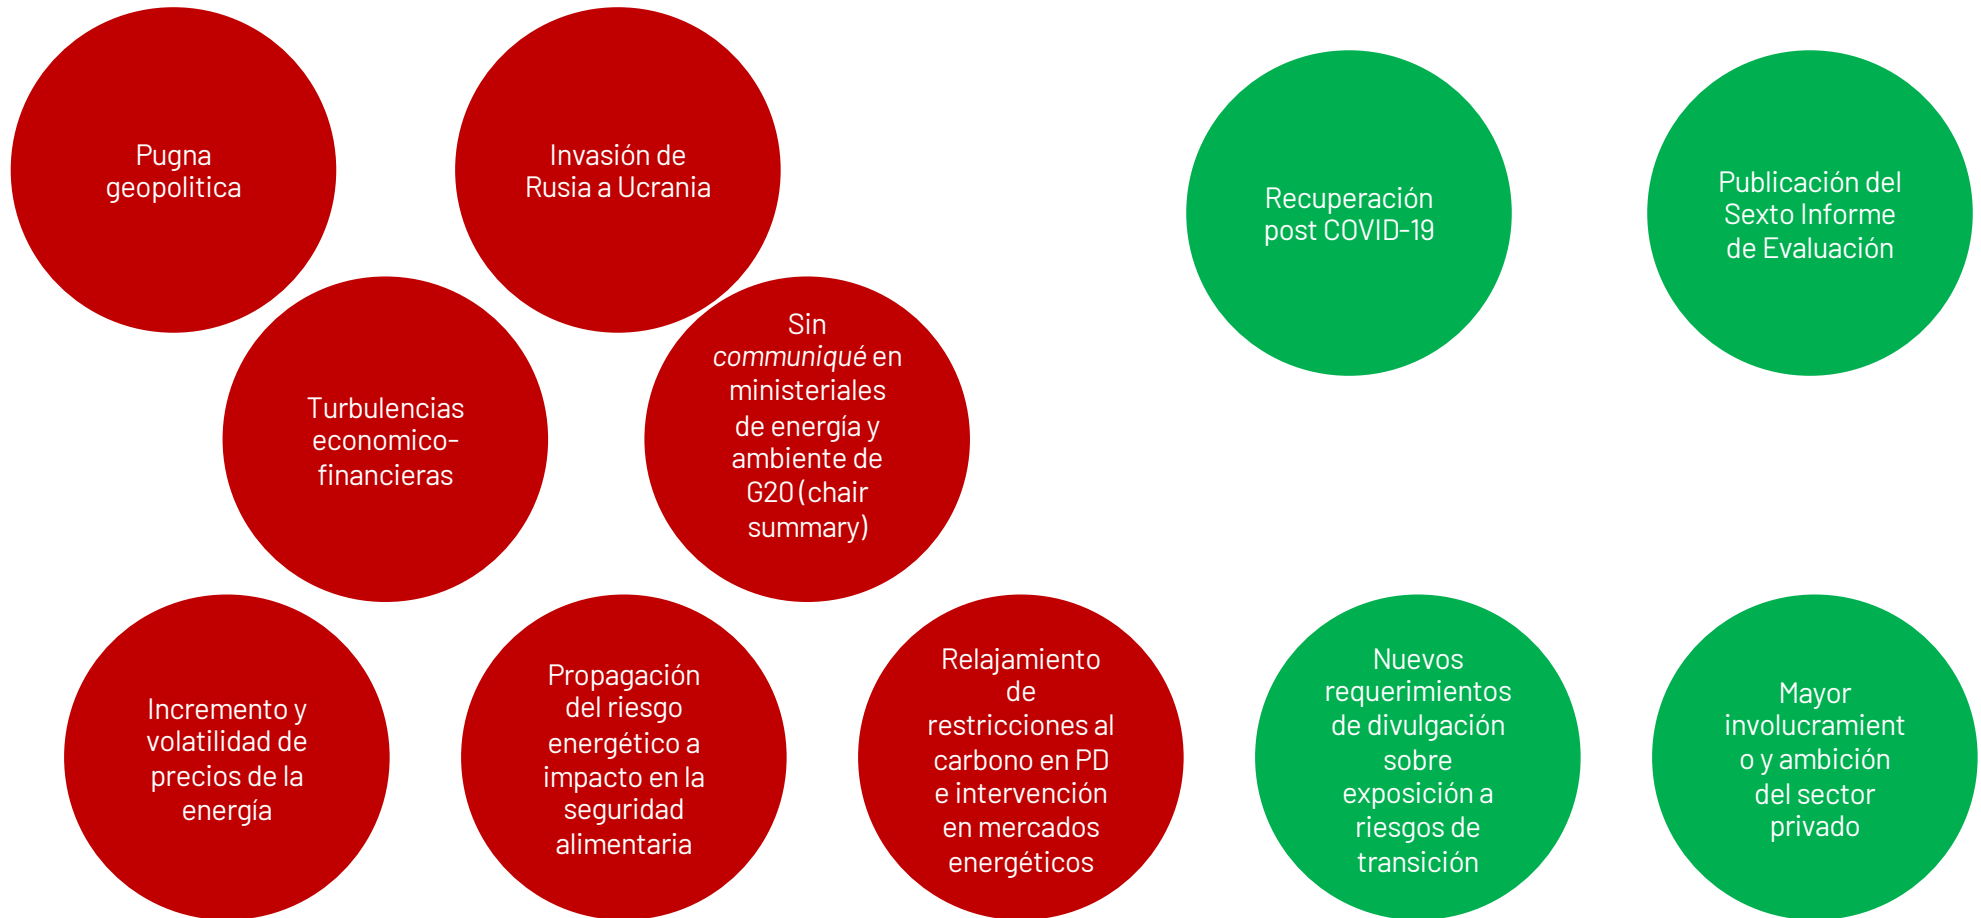 Pugna
geopolitica
Invasión de
Rusia a Ucrania
Recuperación
post COVID-19
Publicación del
Sexto Informe
de Evaluación
Turbulencias
economico-
financieras
Sin
communiqué en
ministeriales
de energía y
ambiente de
G20 (chair
summary)
Incremento y
volatilidad de
precios de la
energía
Propagación
del riesgo
energético a
impacto en la
seguridad
alimentaria
Relajamiento
de
restricciones al
carbono en PD
e intervención
en mercados
energéticos
Nuevos
requerimientos
de divulgación
sobre
exposición a
riesgos de
transición
Mayor
involucramient
o y ambición
del sector
privado